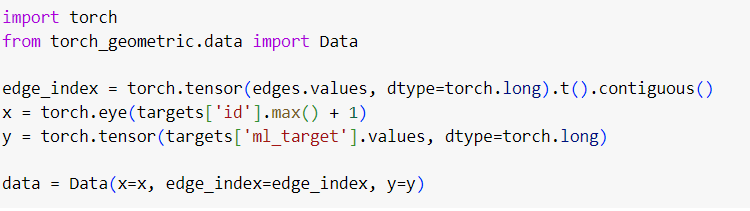 import torch
from torch_geometric.data import Data
edge_index = torch.tensor(edges.values, dtype=torch.long).t().contiguous()
x = torch.eye(targets['id'].max() + 1)
y = torch.tensor(targets['ml_target'].values, dtype=torch.long)
data = Data(x=x, edge_index=edge_index, y=y)